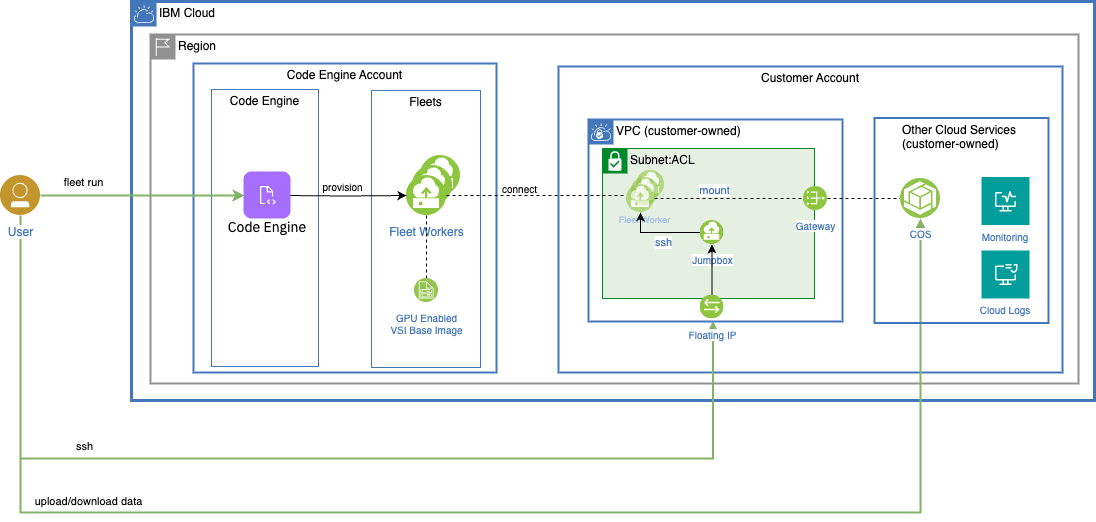 IBM Cloud
Region
Code Engine Account
Customer Account
Code Engine
Fleets
VPC (customer-owned)
Other Cloud Services
(customer-owned)
Subnet:ACL
fleet run
provision
connect
mount
User
Code Engine
Fleet Workers
Fleet Worker
ssh
Gateway
COS
Monitoring
Jumpbox
GPU Enabled
VSI Base Image
Cloud Logs
Floating IP
ssh
upload/download data